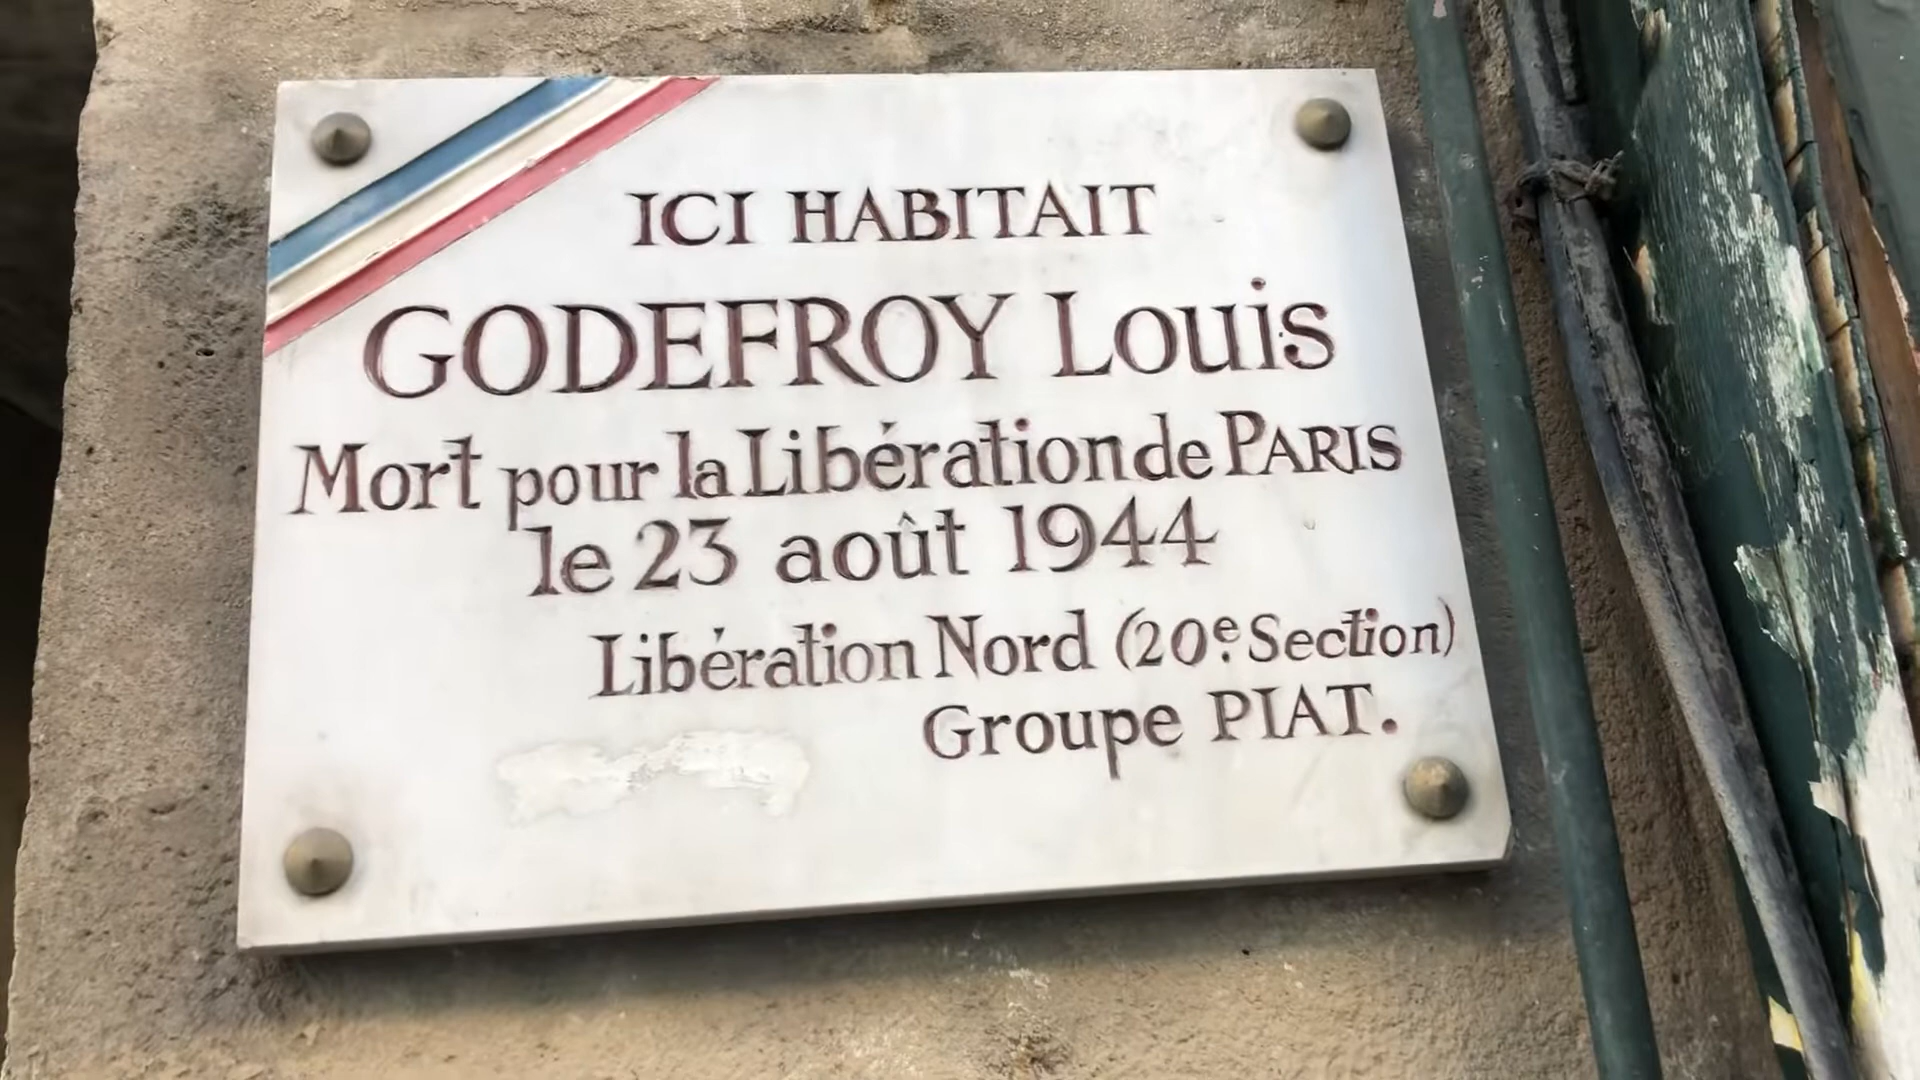 ICI HABITAIT
GODEFROY Louis
Mort pour la Libération de PARIS
le 23 août 1944
Libération Nord (20e Section)
Groupe PIAT.